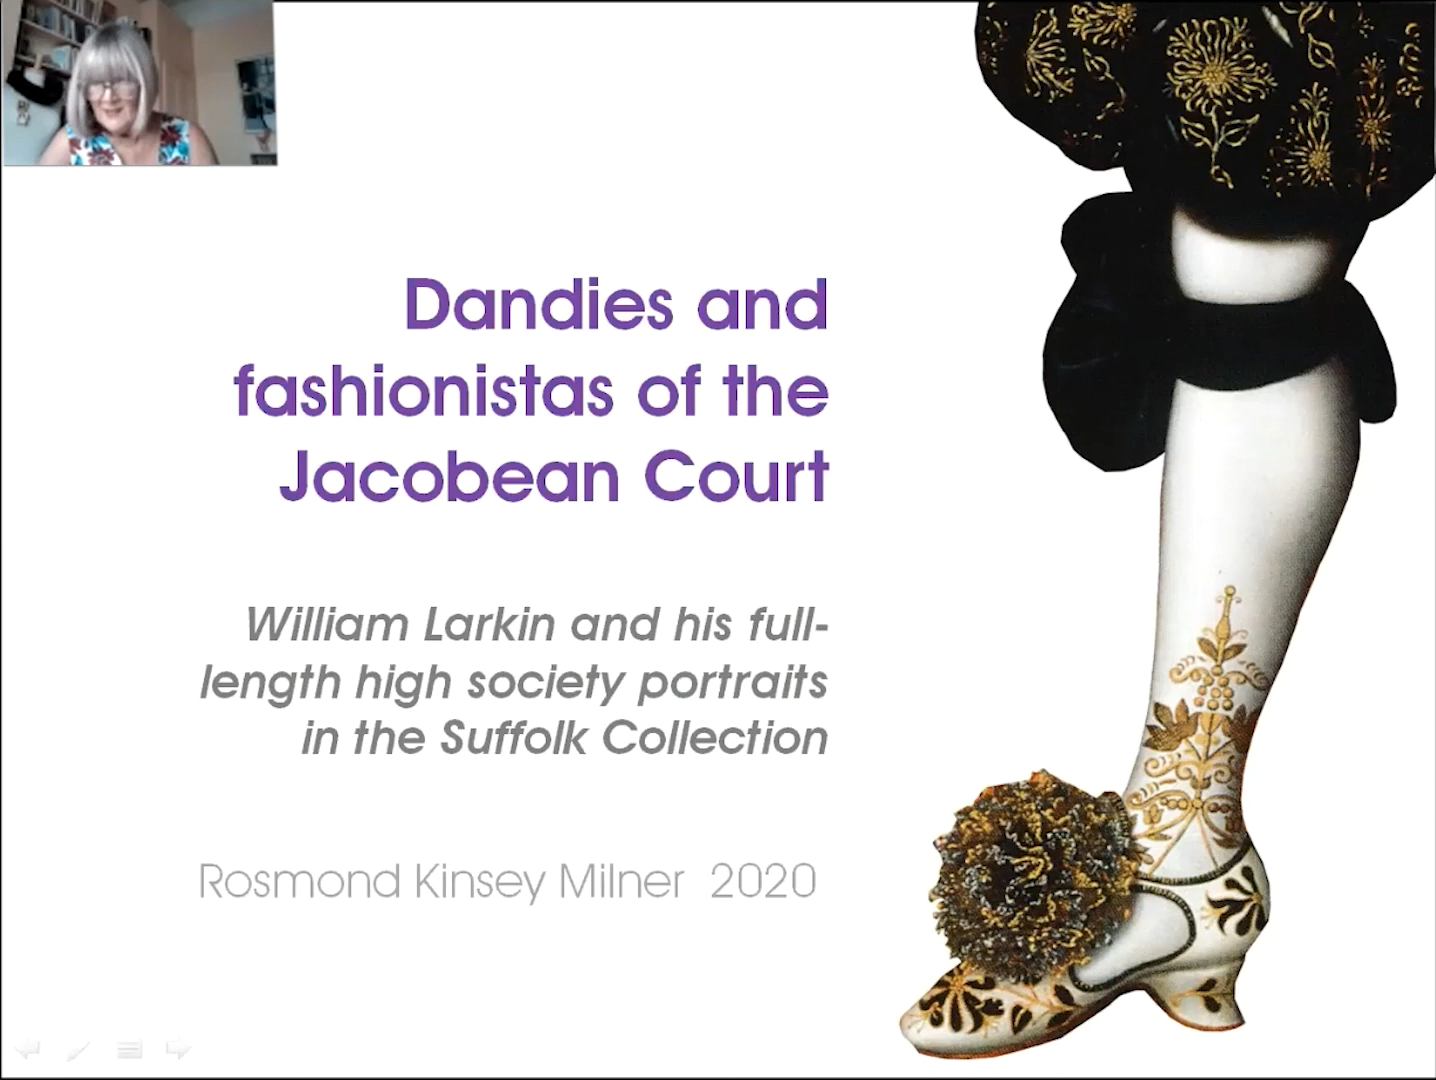 Dandies and
fashionistas of the
Jacobean Court
William Larkin and his full-
length high society portraits
in the Suffolk Collection
Rosmond Kinsey Milner 2020